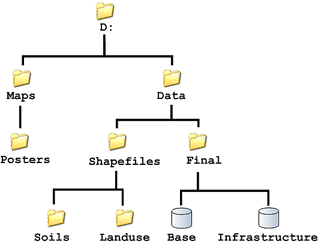 D:
Maps
Data
Posters
Shapefiles
Final
Soils
Landuse
Base
Infrastructure